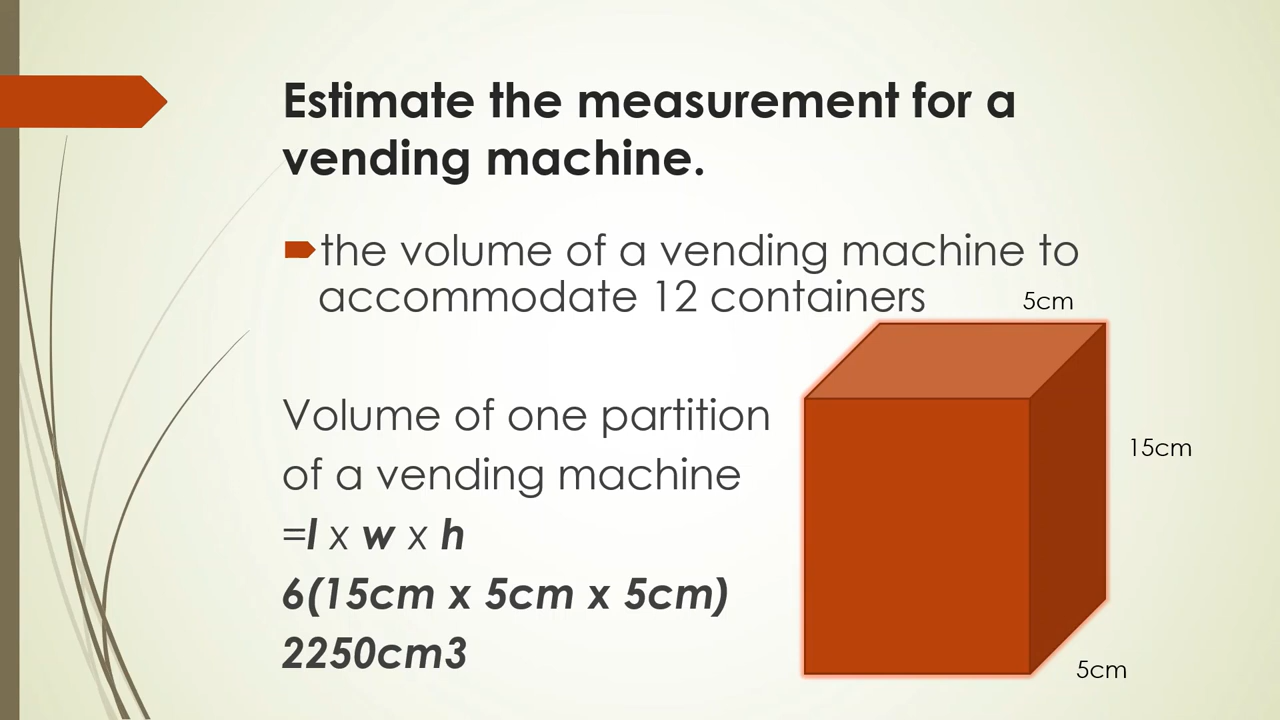 Estimate the measurement for a
vending machine.
the volume of a vending machine to
accommodate 12 containers
5cm
15cm
5cm
Volume of one partition
of a vending machine
=l x w x h
6(15cm x 5cm x 5cm)
2250cm3